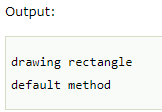 Output:
drawing rectangle
default method